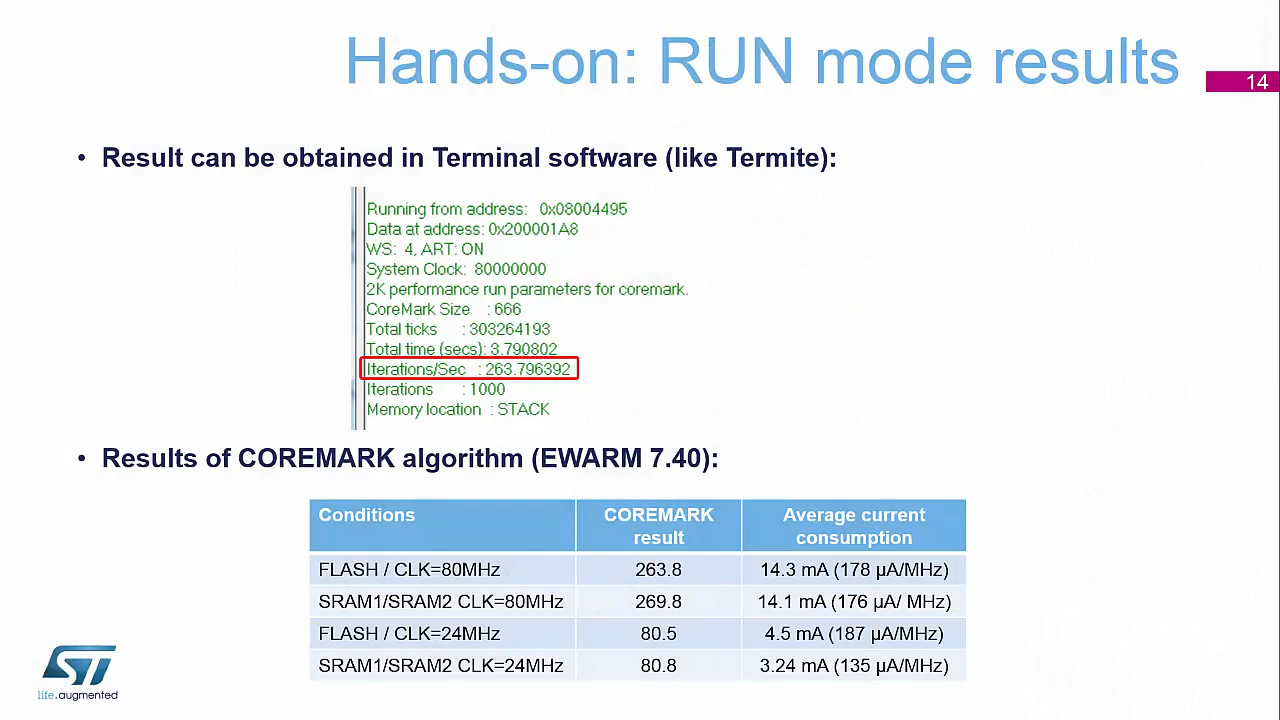 Hands-on: RUN mode results
14
• Result can be obtained in Terminal software (like Termite):
Running from address: 0x08004495
Data at address: 0x200001A8
WS: 4, ART: ON
System Clock: 80000000
2K performance run parameters for coremark.
CoreMark Size : 666
Total ticks : 303264193
Total time (secs): 3.790802
Iterations/Sec : 263.796392
Iterations : 1000
Memory location : STACK
• Results of COREMARK algorithm (EWARM 7.40):
Conditions COREMARK result Average current consumption
FLASH / CLK=80MHz 263.8 14.3 mA (178 µA/MHz)
SRAM1/SRAM2 CLK=80MHz 269.8 14.1 mA (176 µA/ MHz)
FLASH / CLK=24MHz 80.5 4.5 mA (187 µA/MHz)
SRAM1/SRAM2 CLK=24MHz 80.8 3.24 mA (135 µA/MHz)
ST
life.augmented